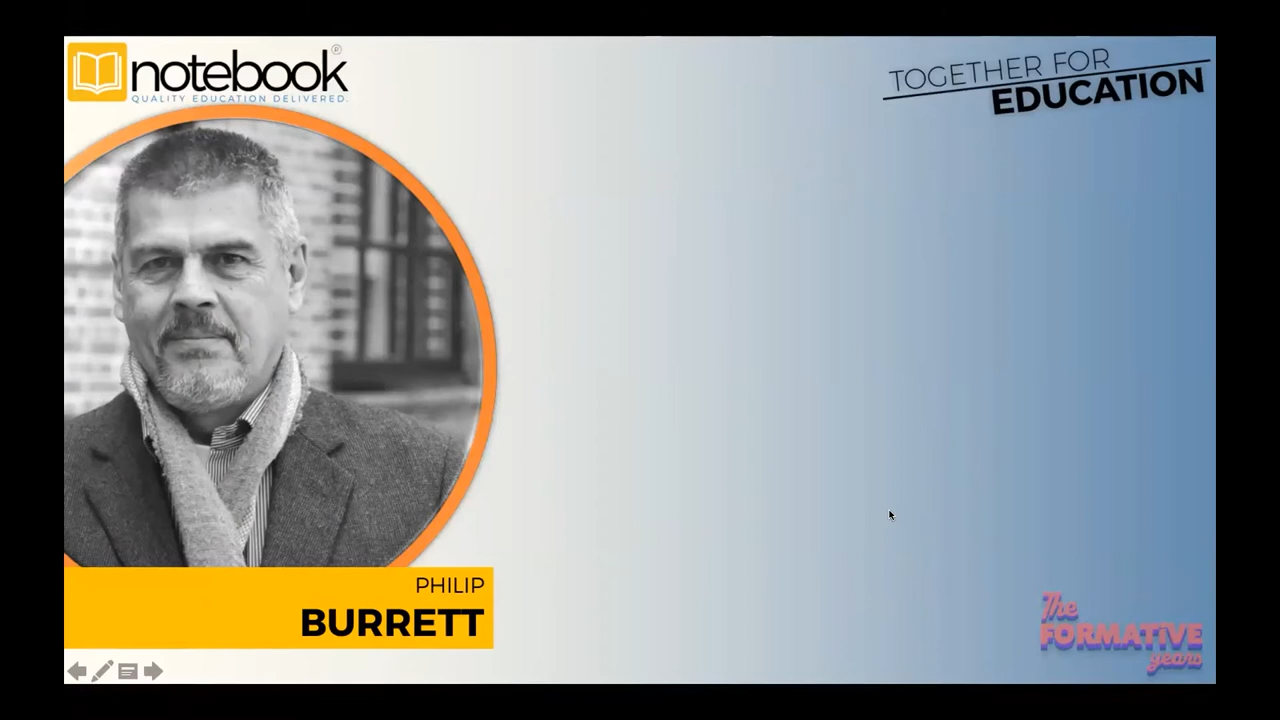 notebook
QUALITY EDUCATION DELIVERED.
TOGETHER FOR
EDUCATION
PHILIP
BURRETT
The
FORMATIVE
years